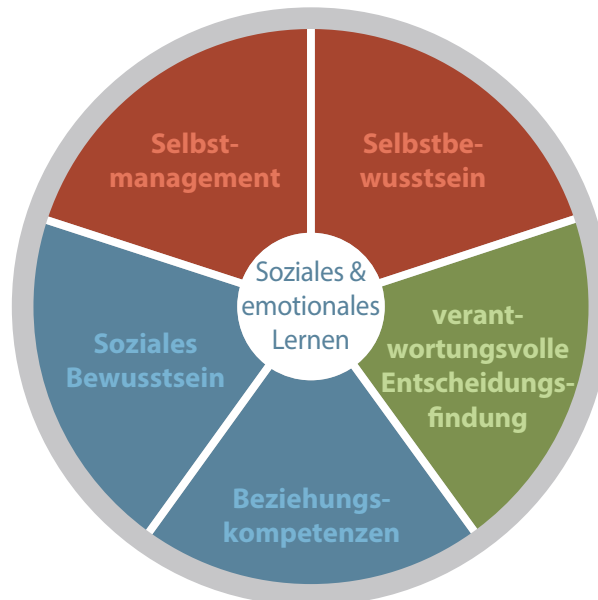 Selbst-
management
Selbstbe-
wusstsein
Soziales &
emotionales
Lernen
verant-
wortungsvolle
Entscheidungs-
findung
Soziales
Bewusstsein
Beziehungs-
kompetenzen